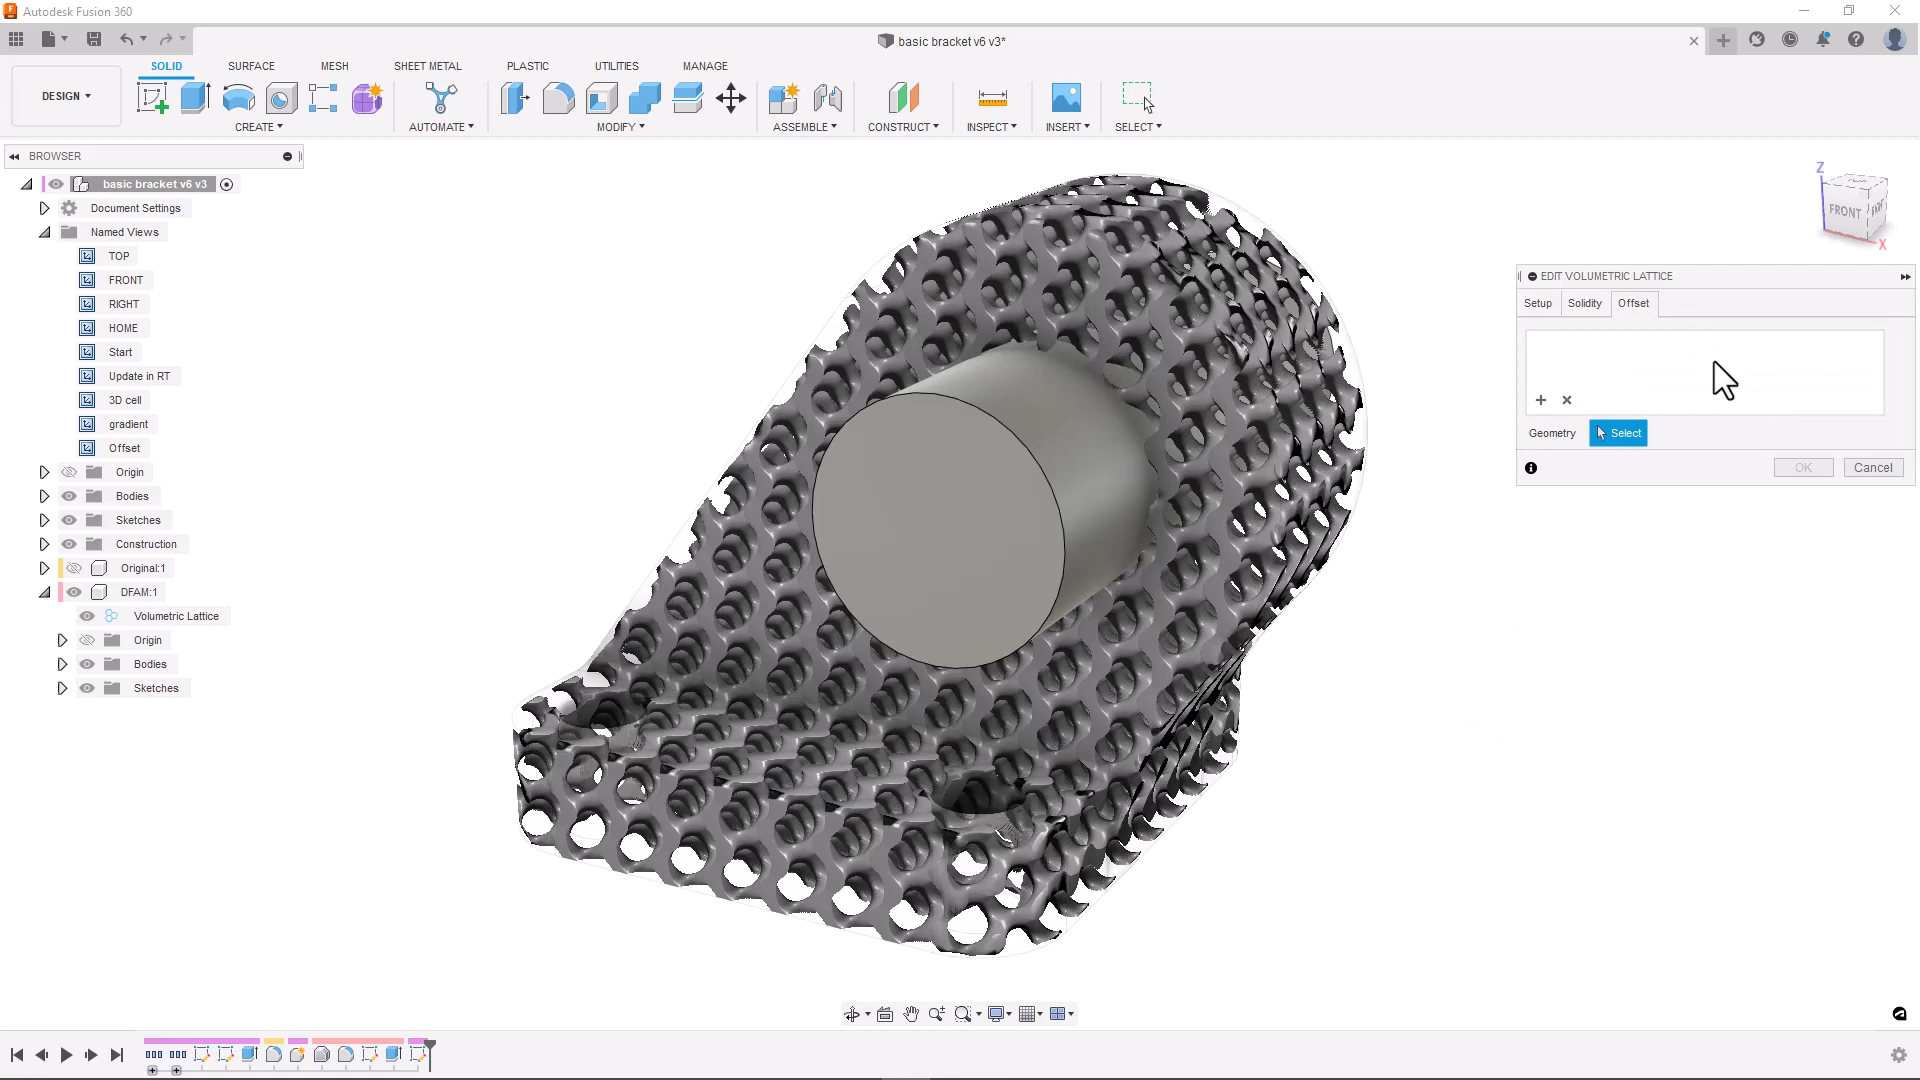 Autodesk Fusion 360
basic bracket v6 v3*
DESIGN
SOLID SURFACE MESH SHEET METAL PLASTIC UTILITIES MANAGE
CREATE AUTOMATE MODIFY ASSEMBLE CONSTRUCT INSPECT INSERT SELECT
BROWSER
basic bracket v6 v3
Document Settings
Named Views
TOP
FRONT
RIGHT
HOME
Start
Update in RT
3D cell
gradient
Offset
Origin
Bodies
Sketches
Construction
Original:1
DFAM:1
Volumetric Lattice
Origin
Bodies
Sketches
Z
FRONT
X
EDIT VOLUMETRIC LATTICE
Setup Solidity Offset
Geometry Select
OK Cancel